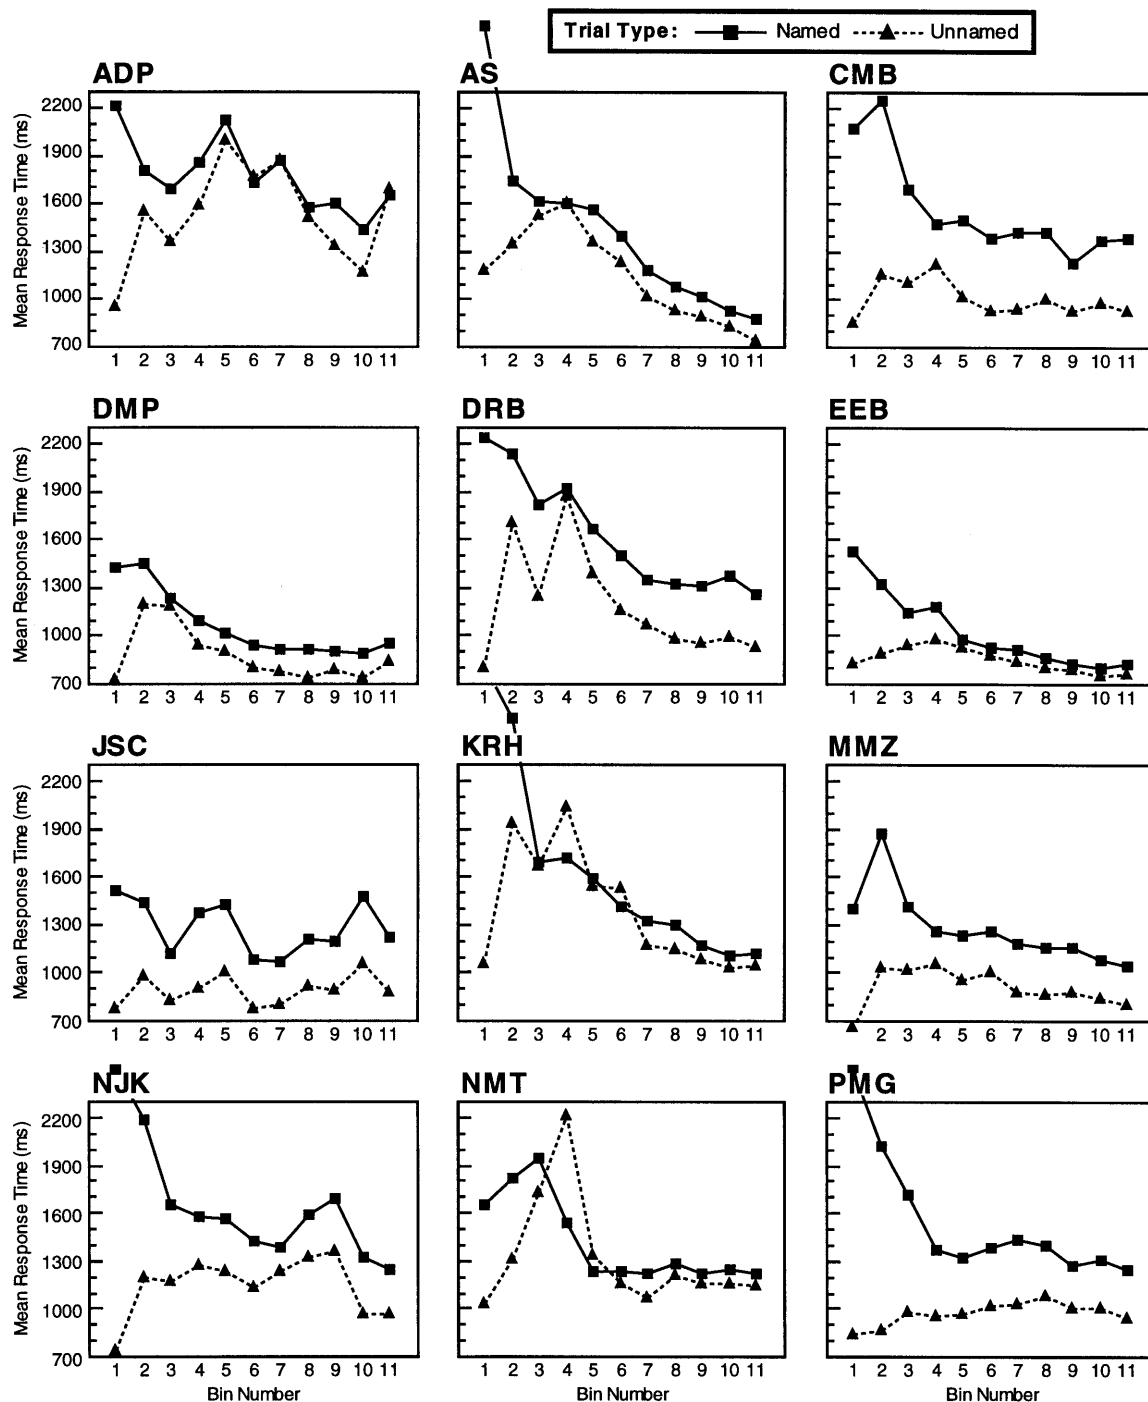 Trial Type: Named Unnamed
ADP AS CMB
Mean Response Time (ms)
2200
1900
1600
1300
1000
700
1 2 3 4 5 6 7 8 9 10 11
1 2 3 4 5 6 7 8 9 10 11
1 2 3 4 5 6 7 8 9 10 11
DMP DRB EEB
Mean Response Time (ms)
2200
1900
1600
1300
1000
700
1 2 3 4 5 6 7 8 9 10 11
1 2 3 4 5 6 7 8 9 10 11
1 2 3 4 5 6 7 8 9 10 11
JSC KRH MMZ
Mean Response Time (ms)
2200
1900
1600
1300
1000
700
1 2 3 4 5 6 7 8 9 10 11
1 2 3 4 5 6 7 8 9 10 11
1 2 3 4 5 6 7 8 9 10 11
NJK NMT PMG
Mean Response Time (ms)
2200
1900
1600
1300
1000
700
1 2 3 4 5 6 7 8 9 10 11
1 2 3 4 5 6 7 8 9 10 11
1 2 3 4 5 6 7 8 9 10 11
Bin Number Bin Number Bin Number